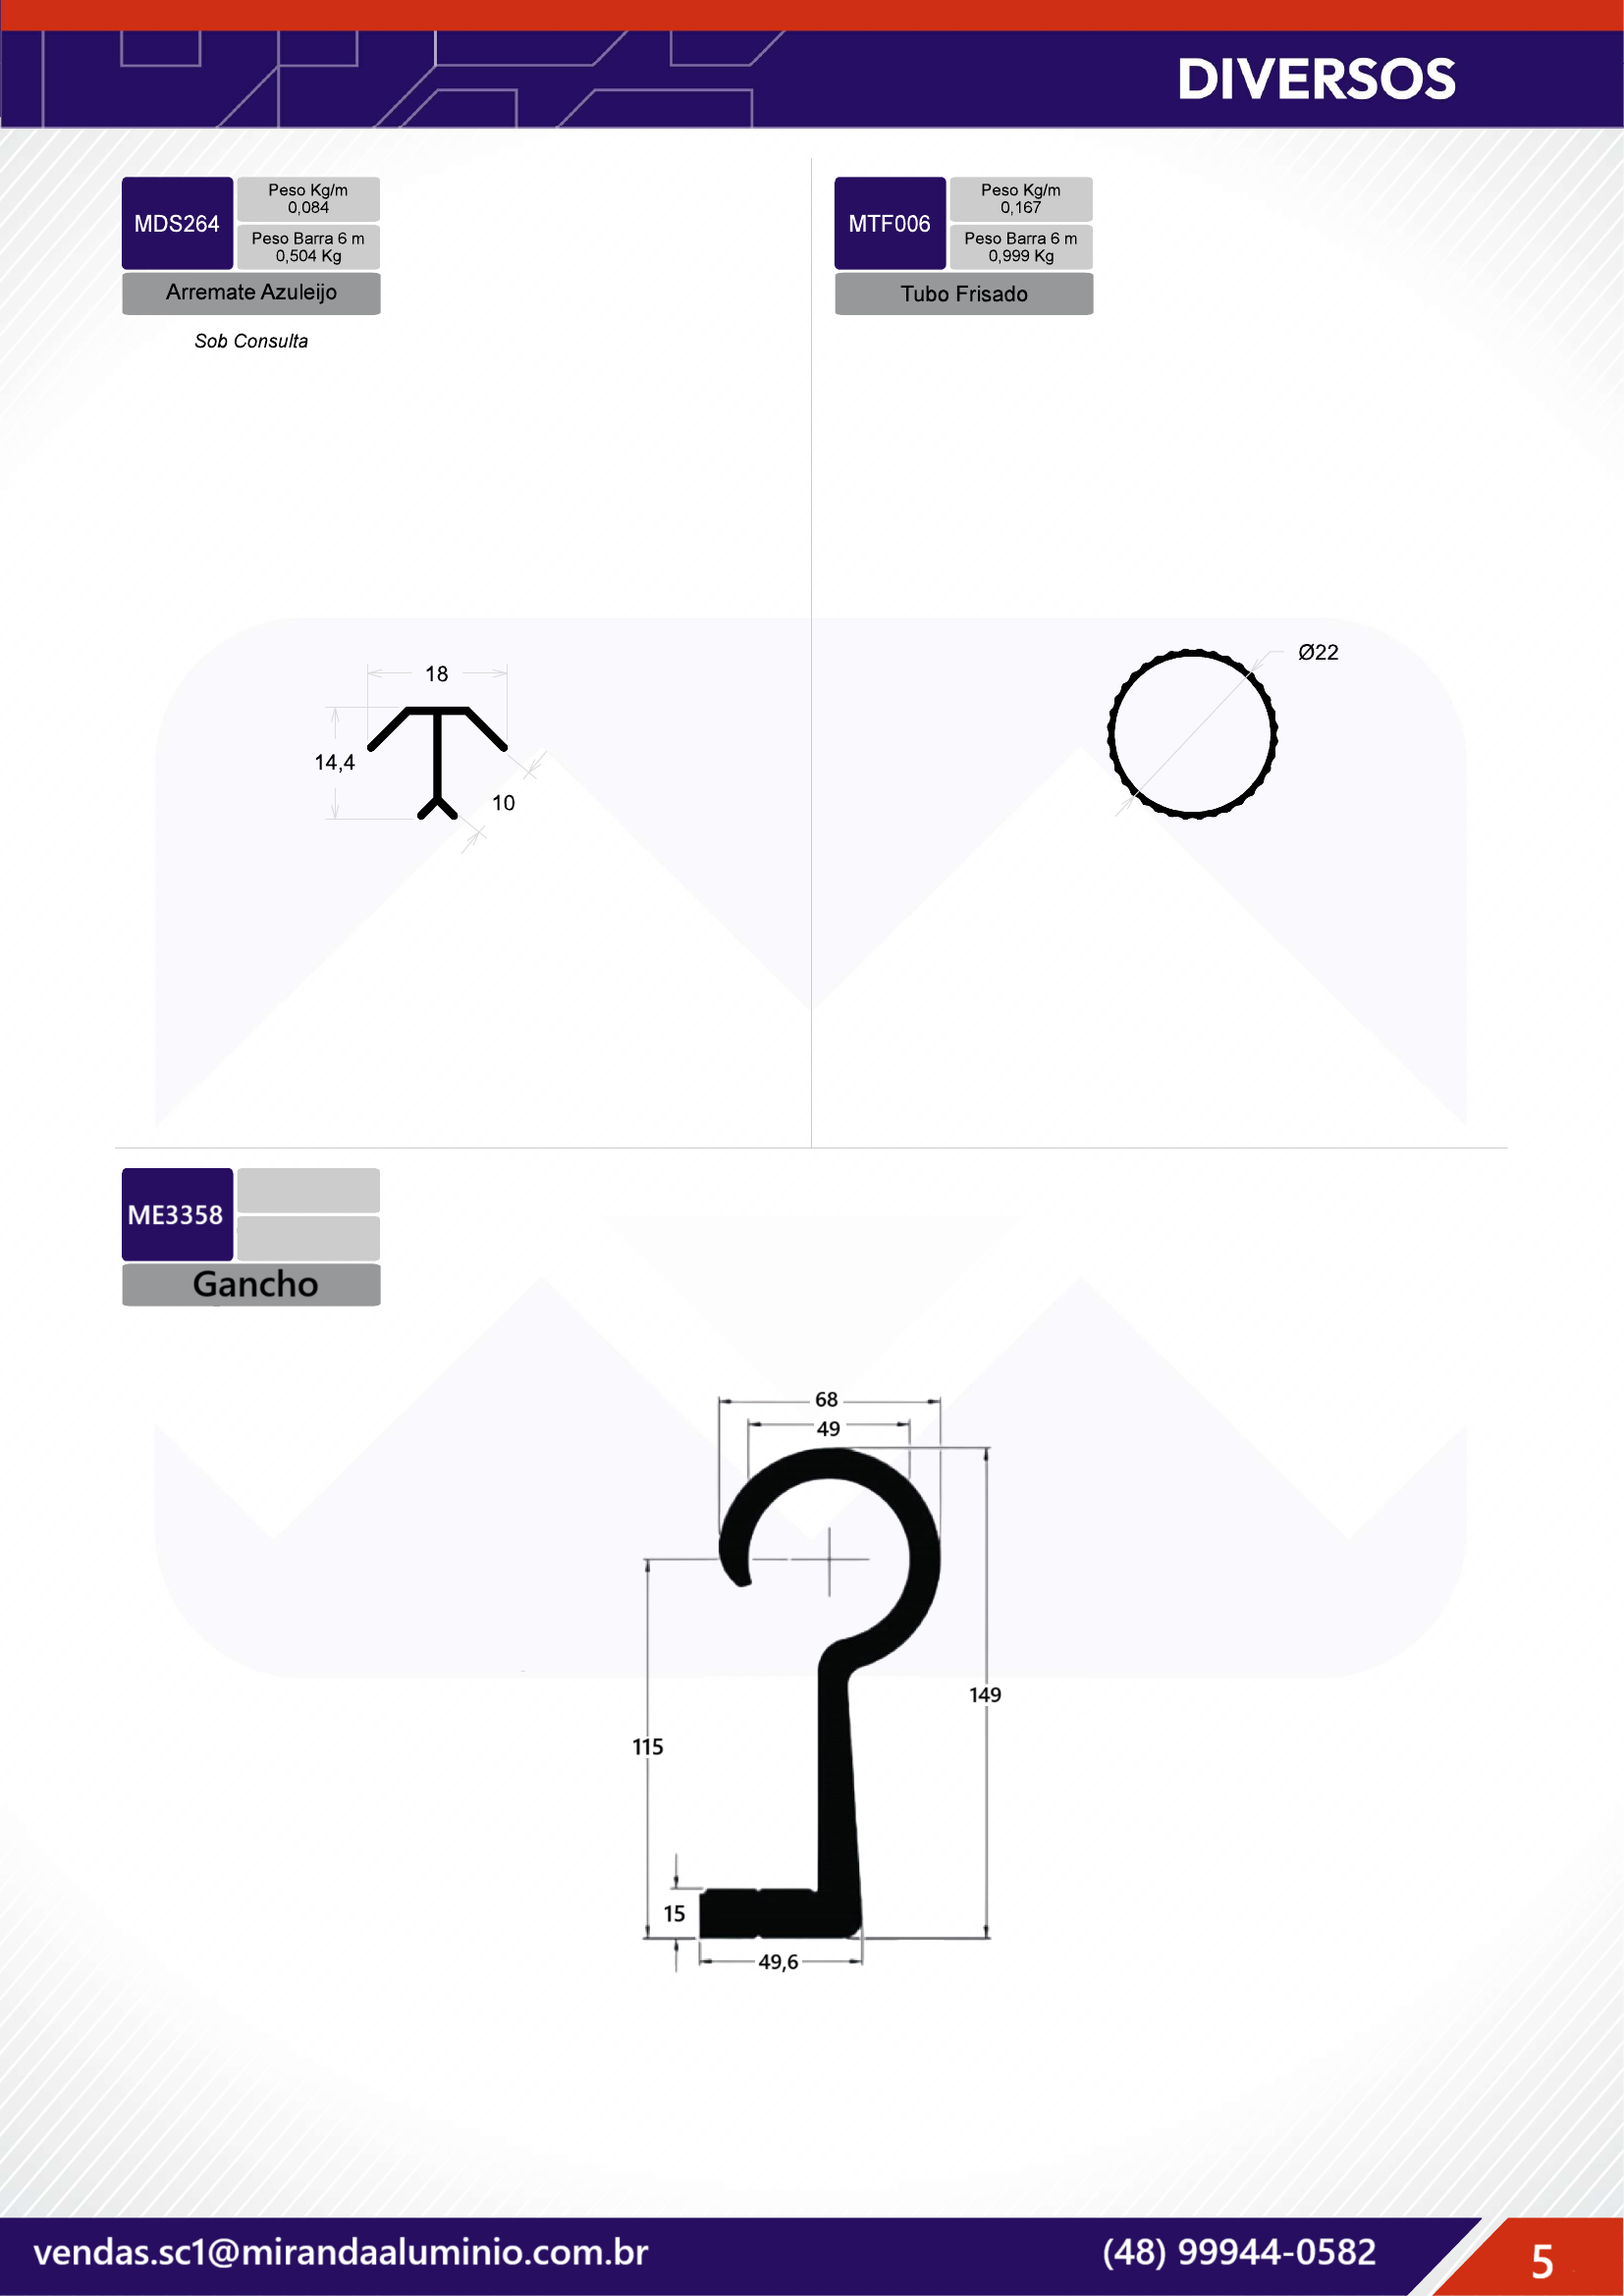 DIVERSOS
MDS264
Peso Kg/m
0,084
Peso Barra 6 m
0,504 Kg
Arremate Azuleijo
Sob Consulta
18
14,4
10
MTF006
Peso Kg/m
0,167
Peso Barra 6 m
0,999 Kg
Tubo Frisado
Ø22
ME3358
Gancho
68
49
149
115
15
49,6
vendas.sc1@mirandaaluminio.com.br
(48) 99944-0582
5